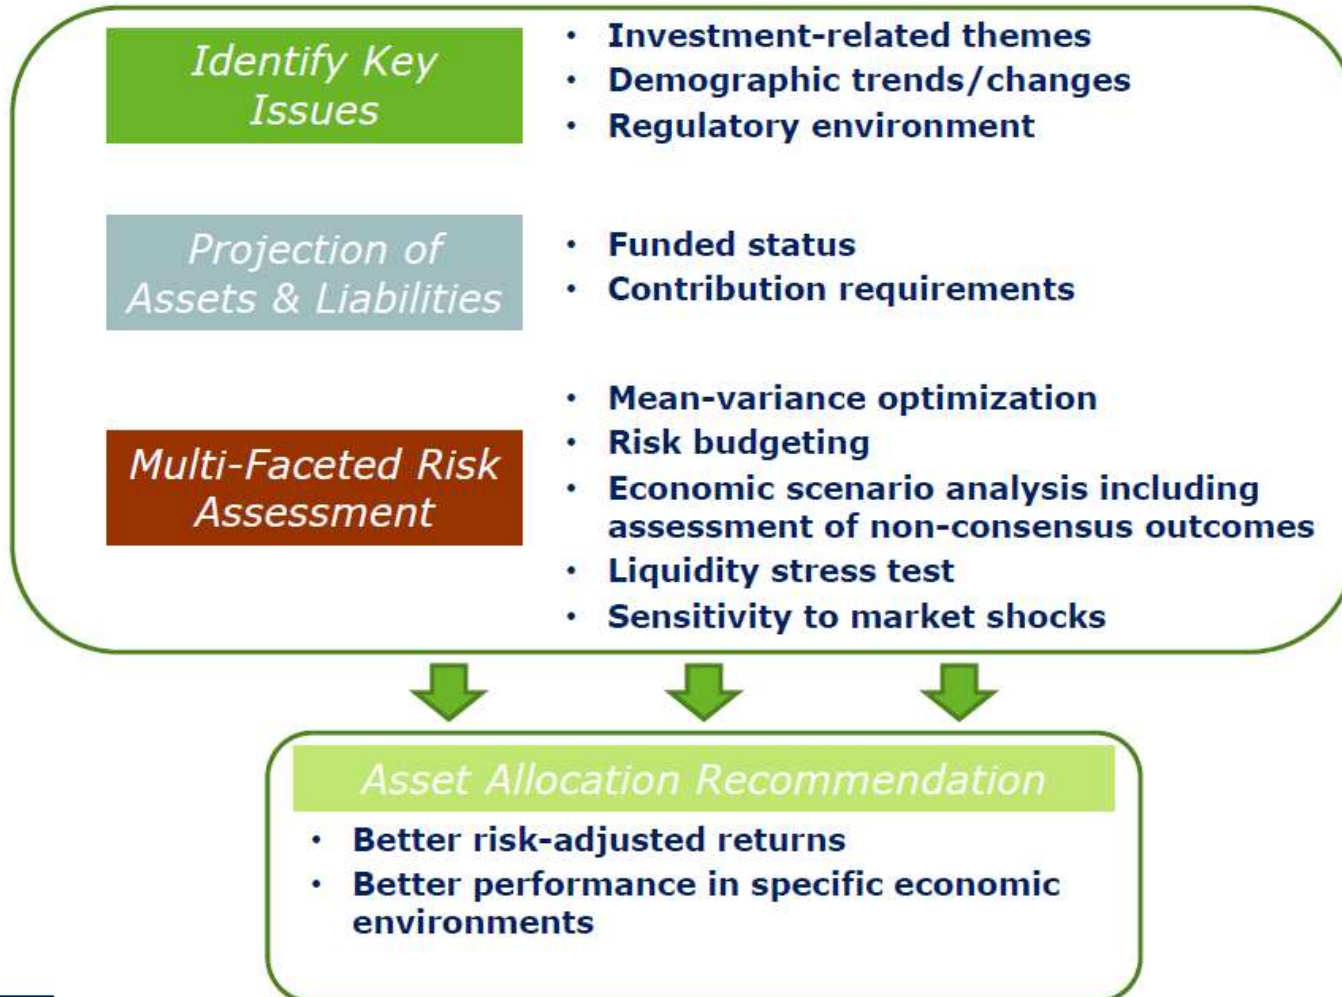 Identify Key
Issues
• Investment-related themes
• Demographic trends/changes
• Regulatory environment
Projection of
Assets & Liabilities
• Funded status
• Contribution requirements
Multi-Faceted Risk
Assessment
• Mean-variance optimization
• Risk budgeting
• Economic scenario analysis including
assessment of non-consensus outcomes
• Liquidity stress test
• Sensitivity to market shocks
Asset Allocation Recommendation
• Better risk-adjusted returns
• Better performance in specific economic
environments